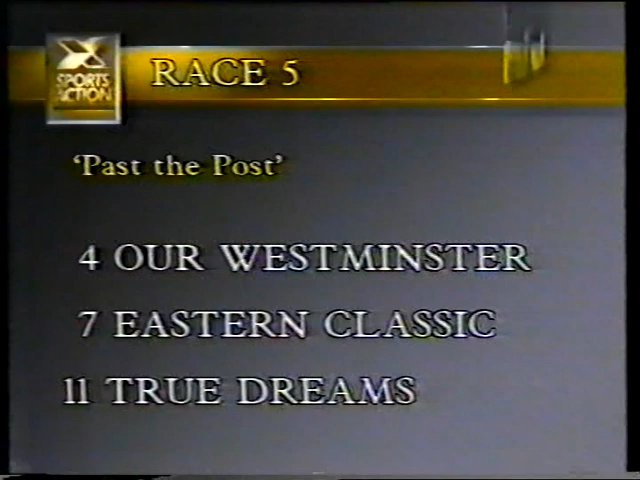 SPORTS
ACTION
RACE 5
‘Past the Post’
4 OUR WESTMINSTER
7 EASTERN CLASSIC
11 TRUE DREAMS